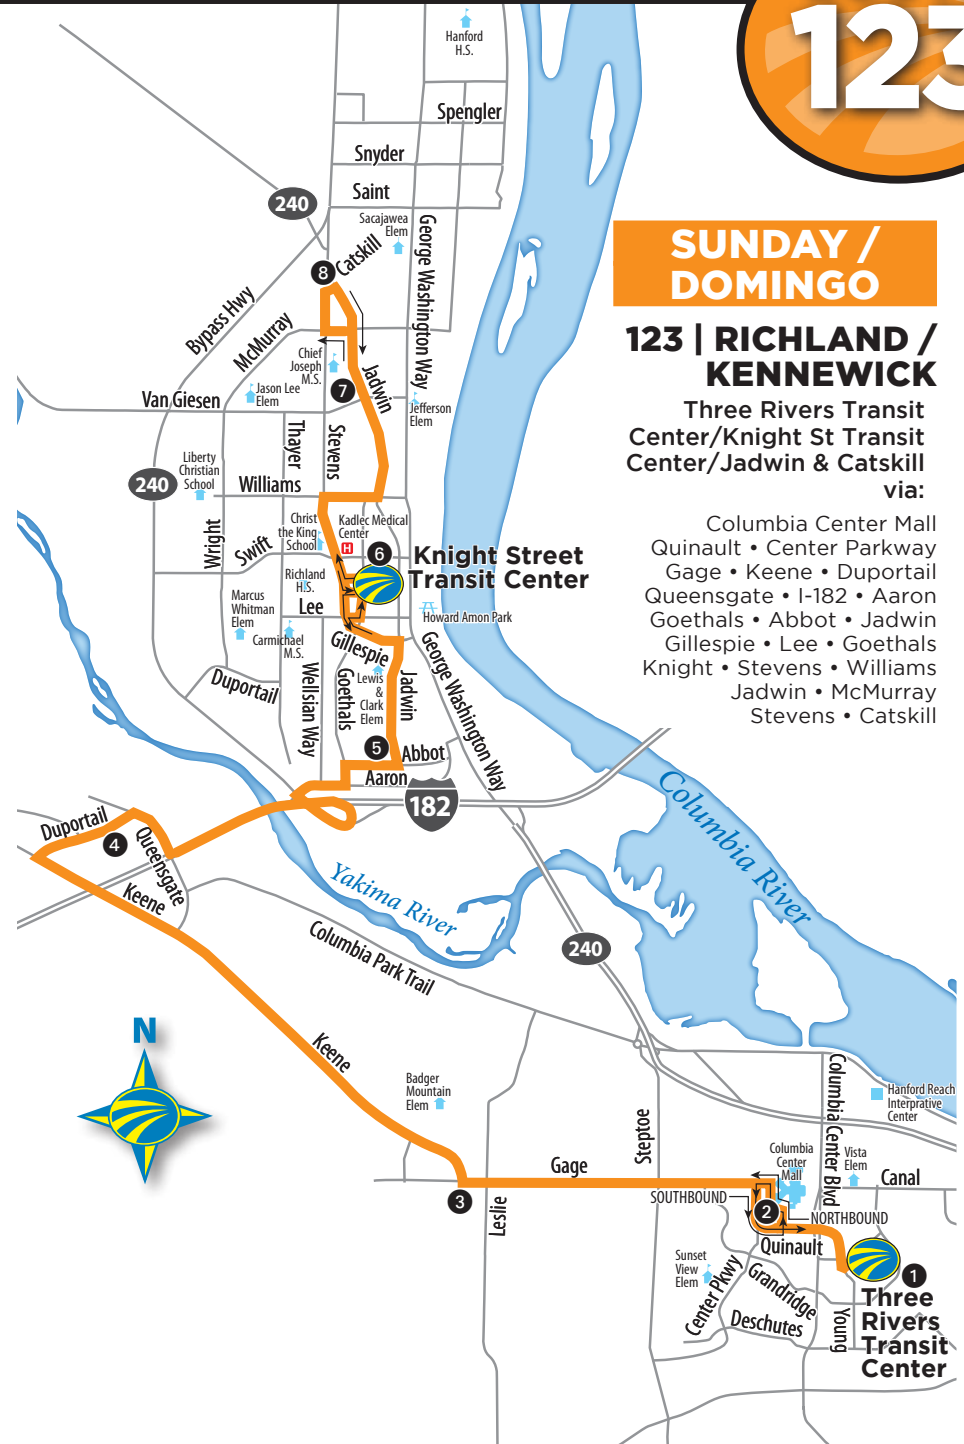 123
Hanford
H.S.
Spengler
Snyder
Saint
240
Sacajawea
Elem
George Washington Way
Catskill
8
SUNDAY /
DOMINGO
123 | RICHLAND /
KENNEWICK
Three Rivers Transit
Center/Knight St Transit
Center/Jadwin & Catskill
via:
Columbia Center Mall
Quinault • Center Parkway
Gage • Keene • Duportail
Queensgate • I-182 • Aaron
Goethals • Abbot • Jadwin
Gillespie • Lee • Goethals
Knight • Stevens • Williams
Jadwin • McMurray
Stevens • Catskill
Bypass Hwy
McMurray
Chief
Joseph
M.S.
7
Jadwin
Jason Lee
Elem
Van Giesen
Jefferson
Elem
Thayer
Stevens
Liberty
Christian
School
240
Williams
Wright
Swift
Christ
the King
School
Kadlec Medical
Center
H
6
Knight Street
Transit Center
Richland
H.S.
Lee
Marcus
Whitman
Elem
Carmichael
M.S.
Howard Amon Park
Gillespie
Duportail
Wellsian Way
Goethals
Lewis
&
Clark
Elem
Jadwin
George Washington Way
5
Abbot
Aaron
182
Columbia River
Duportail
4
Queensgate
Keene
Yakima River
Columbia Park Trail
240
N
Keene
Badger
Mountain
Elem
Columbia Center Blvd
Hanford Reach
Interprative
Center
Steptoe
Columbia
Center
Mall
Vista
Elem
Gage
Canal
3
Leslie
SOUTHBOUND
2
NORTHBOUND
Quinault
Sunset
View
Elem
Center Pkwy
Grandridge
Deschutes
Young
1
Three
Rivers
Transit
Center